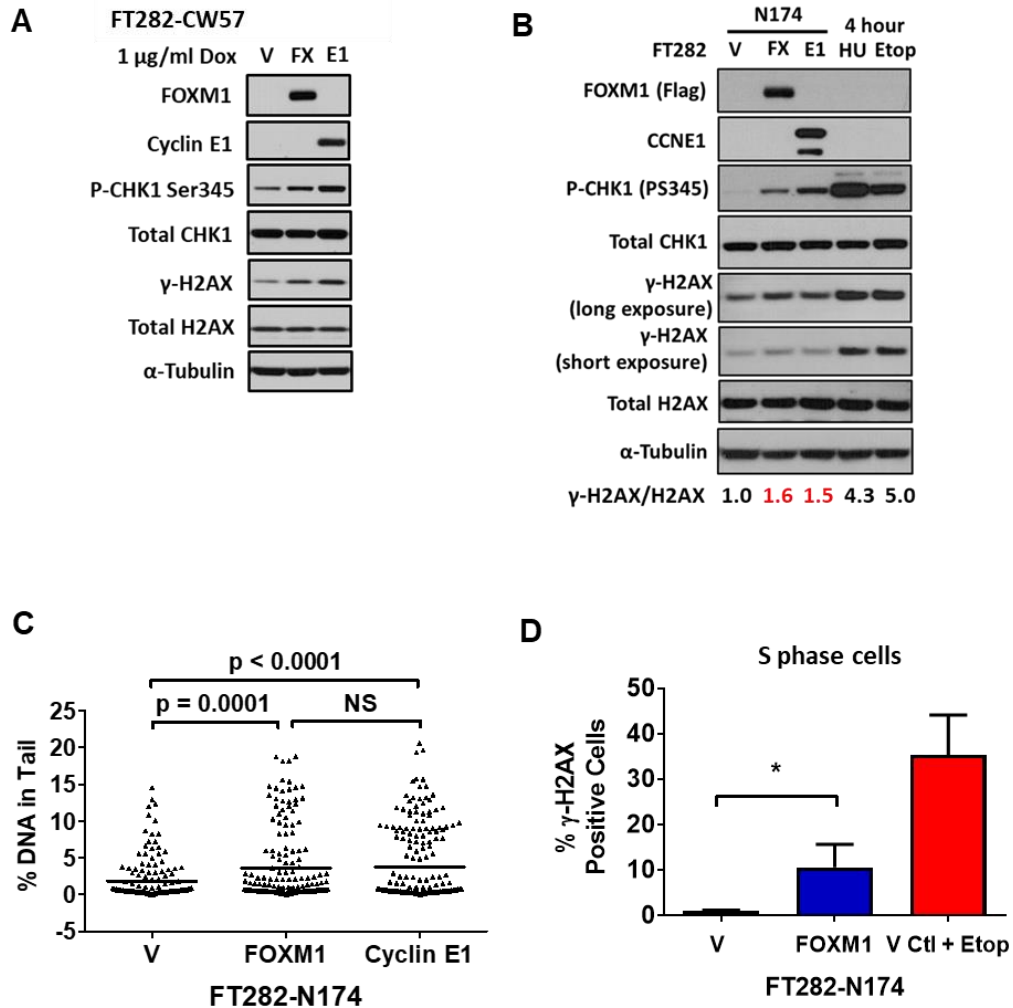 A
FT282-CW57
1 µg/ml Dox V FX E1
FOXM1
Cyclin E1
P-CHK1 Ser345
Total CHK1
γ-H2AX
Total H2AX
α-Tubulin
B
N174 4 hour
FT282 V FX E1 HU Etop
FOXM1 (Flag)
CCNE1
P-CHK1 (PS345)
Total CHK1
γ-H2AX
(long exposure)
γ-H2AX
(short exposure)
Total H2AX
α-Tubulin
γ-H2AX/H2AX 1.0 1.6 1.5 4.3 5.0
C
p < 0.0001
p = 0.0001 NS
% DNA in Tail
25
20
15
10
5
0
-5
V FOXM1 Cyclin E1
FT282-N174
D
S phase cells
% γ-H2AX
Positive Cells
50
40
30
20
10
0
*
V FOXM1 V Ctl + Etop
FT282-N174